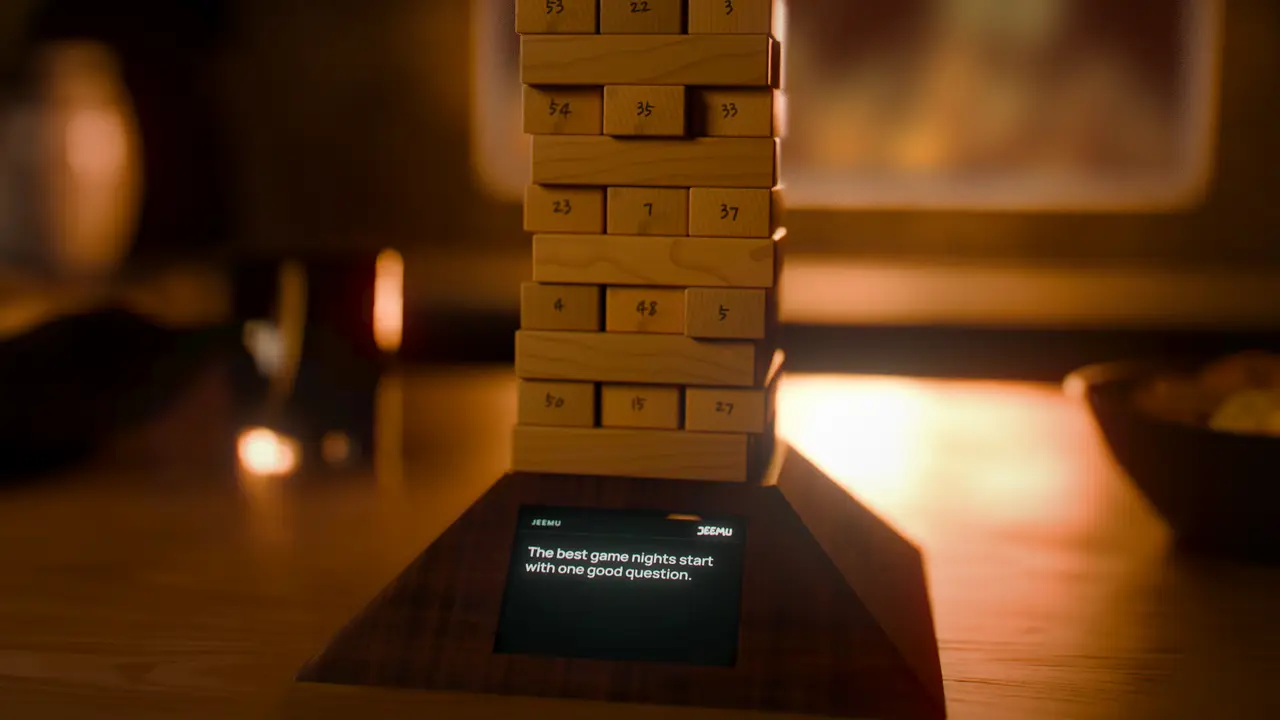 53 22 3
54 35 33
23 7 37
4 48 5
50 15 27
JEEMU JEEMU
The best game nights start
with one good question.